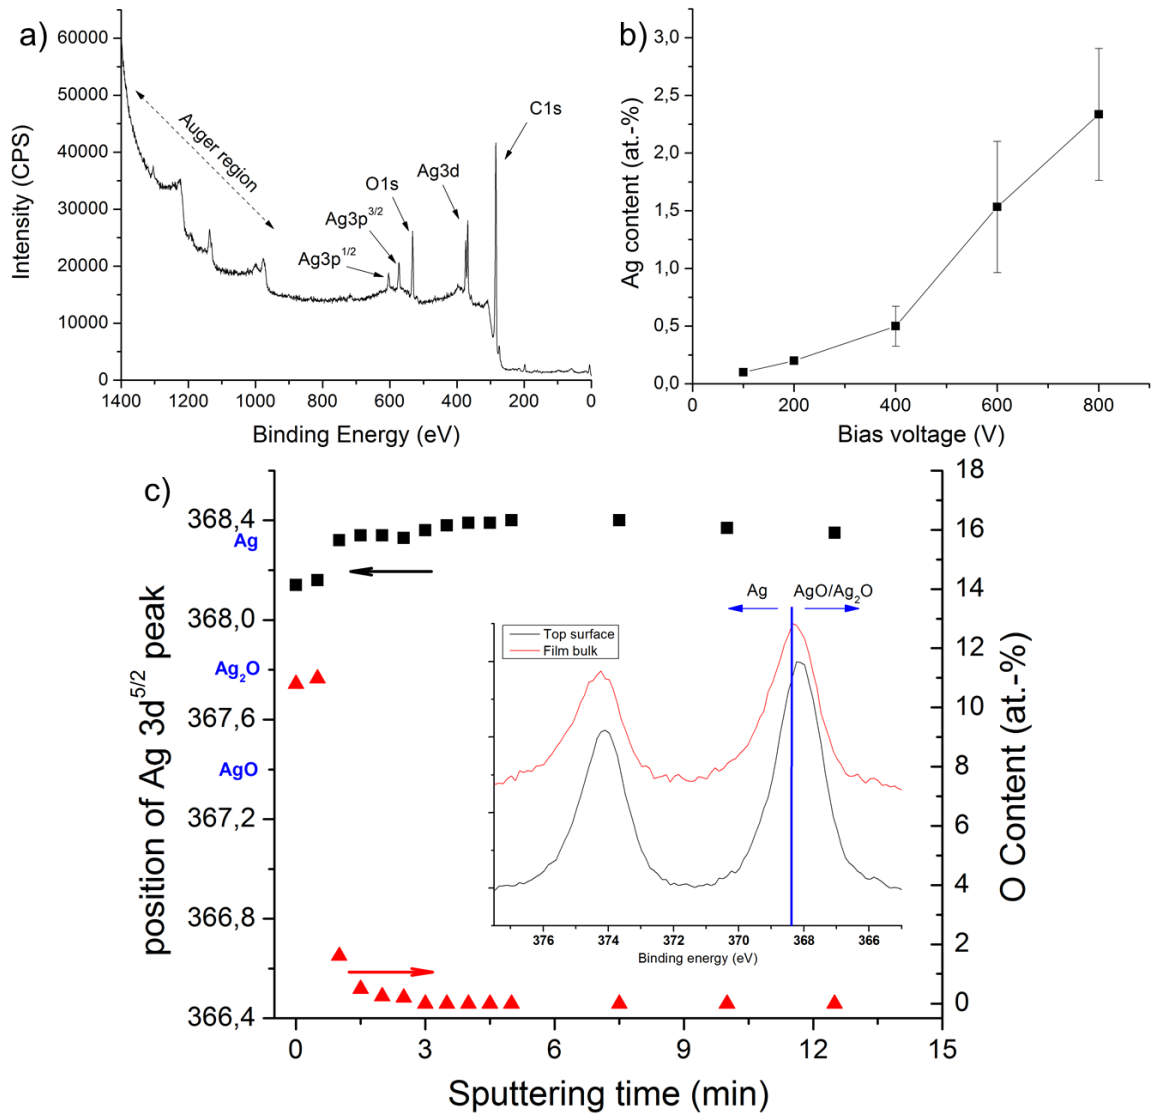 a)
60000
50000
40000
30000
20000
10000
0
Intensity (CPS)
Auger region
Ag3p1/2
Ag3p3/2
O1s
Ag3d
C1s
1400 1200 1000 800 600 400 200 0
Binding Energy (eV)
b)
3,0
2,5
2,0
1,5
1,0
0,5
0,0
Ag content (at.-%)
0 200 400 600 800
Bias voltage (V)
c)
368,4
Ag
368,0
Ag2O
367,6
AgO
367,2
366,8
366,4
position of Ag 3d5/2 peak
Ag AgO/Ag2O
Top surface
Film bulk
376 374 372 370 368 366
Binding energy (eV)
18
16
14
12
10
8
6
4
2
0
O Content (at.-%)
0 3 6 9 12 15
Sputtering time (min)